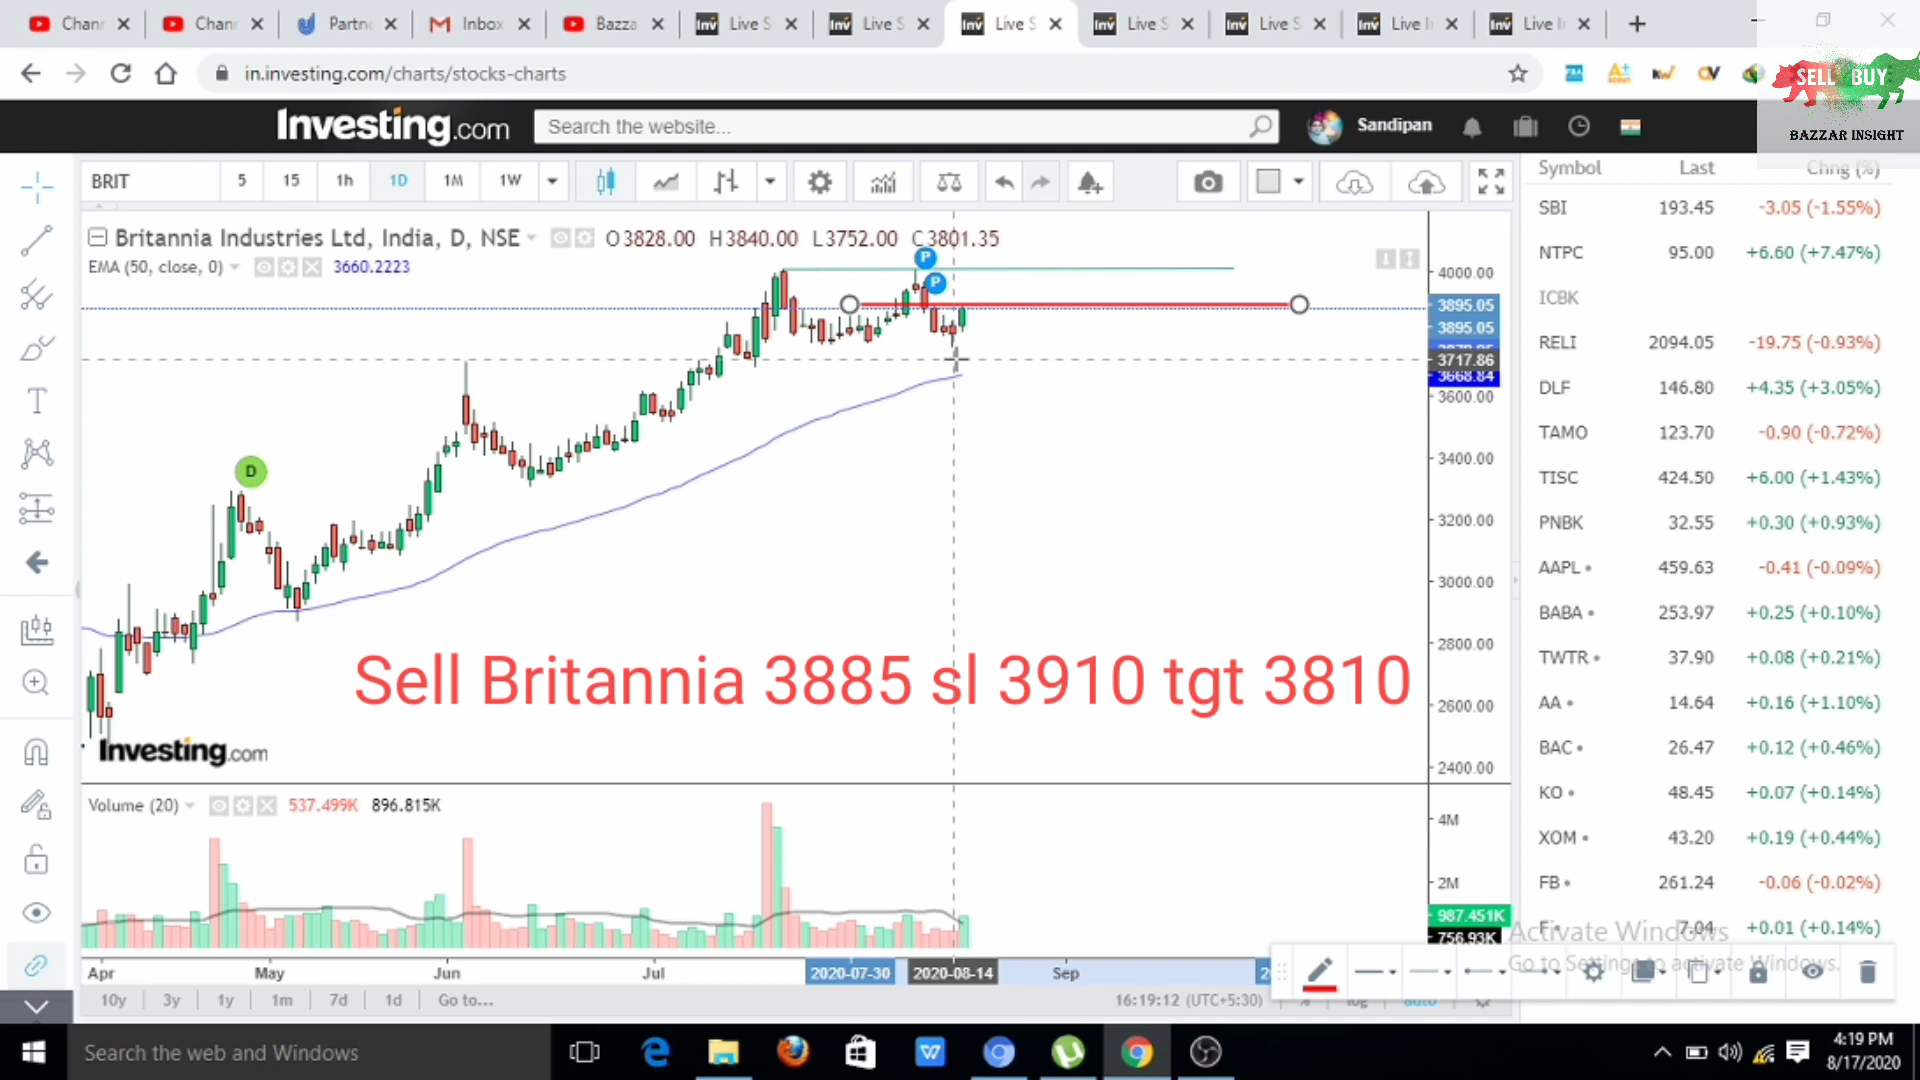 Chan
Chan
Partn
Inbox
Bazza
Live S
Live S
Live S
Live S
Live S
Live I
Live I
in.investing.com/charts/stocks-charts
SELL BUY
BAZZAR INSIGHT
Investing.com
Search the website...
Sandipan
BRIT 5 15 1h 1D 1M 1W
Symbol Last Chng (%)
SBI 193.45 -3.05 (-1.55%)
NTPC 95.00 +6.60 (+7.47%)
ICBK
RELI 2094.05 -19.75 (-0.93%)
DLF 146.80 +4.35 (+3.05%)
TAMO 123.70 -0.90 (-0.72%)
TISC 424.50 +6.00 (+1.43%)
PNBK 32.55 +0.30 (+0.93%)
AAPL 459.63 -0.41 (-0.09%)
BABA 253.97 +0.25 (+0.10%)
TWTR 37.90 +0.08 (+0.21%)
AA 14.64 +0.16 (+1.10%)
BAC 26.47 +0.12 (+0.46%)
KO 48.45 +0.07 (+0.14%)
XOM 43.20 +0.19 (+0.44%)
FB 261.24 -0.06 (-0.02%)
F 7.04 +0.01 (+0.14%)
Britannia Industries Ltd, India, D, NSE O3828.00 H3840.00 L3752.00 C3801.35
EMA (50, close, 0) 3660.2223
P
P
D
4000.00
3895.05
3895.05
3717.86
3668.84
3600.00
3400.00
3200.00
3000.00
2800.00
2600.00
2400.00
Sell Britannia 3885 sl 3910 tgt 3810
Investing.com
Volume (20) 537.499K 896.815K
4M
2M
987.451K
756.93K
Activate Windows
Go to Settings to activate Windows.
Apr May Jun Jul 2020-07-30 2020-08-14 Sep
10y 3y 1y 1m 7d 1d Go to...
16:19:12 (UTC+5:30) % log auto
Search the web and Windows
4:19 PM
8/17/2020